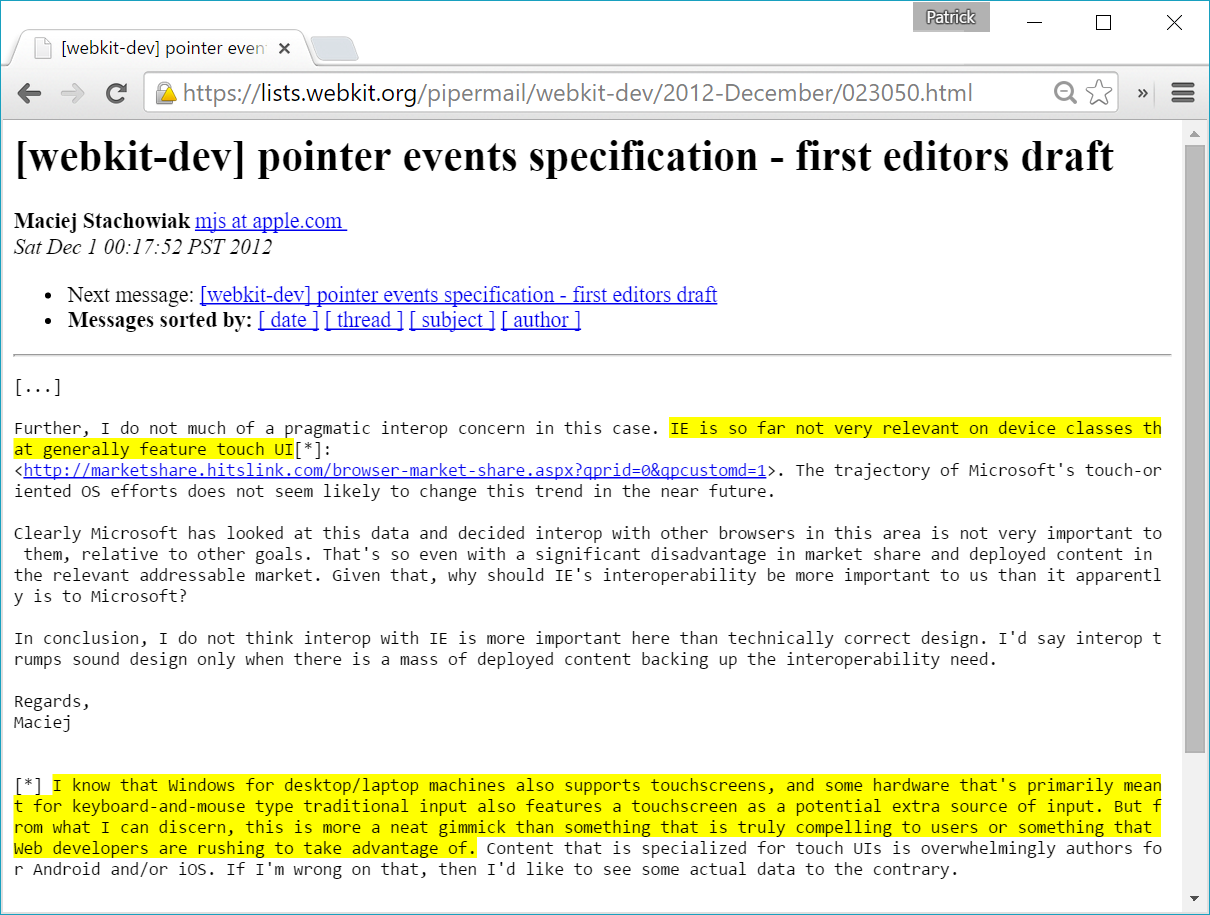 Patrick
[webkit-dev] pointer even
https://lists.webkit.org/pipermail/webkit-dev/2012-December/023050.html
[webkit-dev] pointer events specification - first editors draft
Maciej Stachowiak mjs at apple.com
Sat Dec 1 00:17:52 PST 2012
• Next message: [webkit-dev] pointer events specification - first editors draft
• Messages sorted by: [ date ] [ thread ] [ subject ] [ author ]
[...]
Further, I do not much of a pragmatic interop concern in this case. IE is so far not very relevant on device classes th
at generally feature touch UI[*]:
<http://marketshare.hitslink.com/browser-market-share.aspx?qprid=0&qpcustomd=1>. The trajectory of Microsoft's touch-or
iented OS efforts does not seem likely to change this trend in the near future.
Clearly Microsoft has looked at this data and decided interop with other browsers in this area is not very important to
them, relative to other goals. That's so even with a significant disadvantage in market share and deployed content in
the relevant addressable market. Given that, why should IE's interoperability be more important to us than it apparentl
y is to Microsoft?
In conclusion, I do not think interop with IE is more important here than technically correct design. I'd say interop t
rumps sound design only when there is a mass of deployed content backing up the interoperability need.
Regards,
Maciej
[*] I know that Windows for desktop/laptop machines also supports touchscreens, and some hardware that's primarily mean
t for keyboard-and-mouse type traditional input also features a touchscreen as a potential extra source of input. But f
rom what I can discern, this is more a neat gimmick than something that is truly compelling to users or something that
Web developers are rushing to take advantage of. Content that is specialized for touch UIs is overwhelmingly authors fo
r Android and/or iOS. If I'm wrong on that, then I'd like to see some actual data to the contrary.